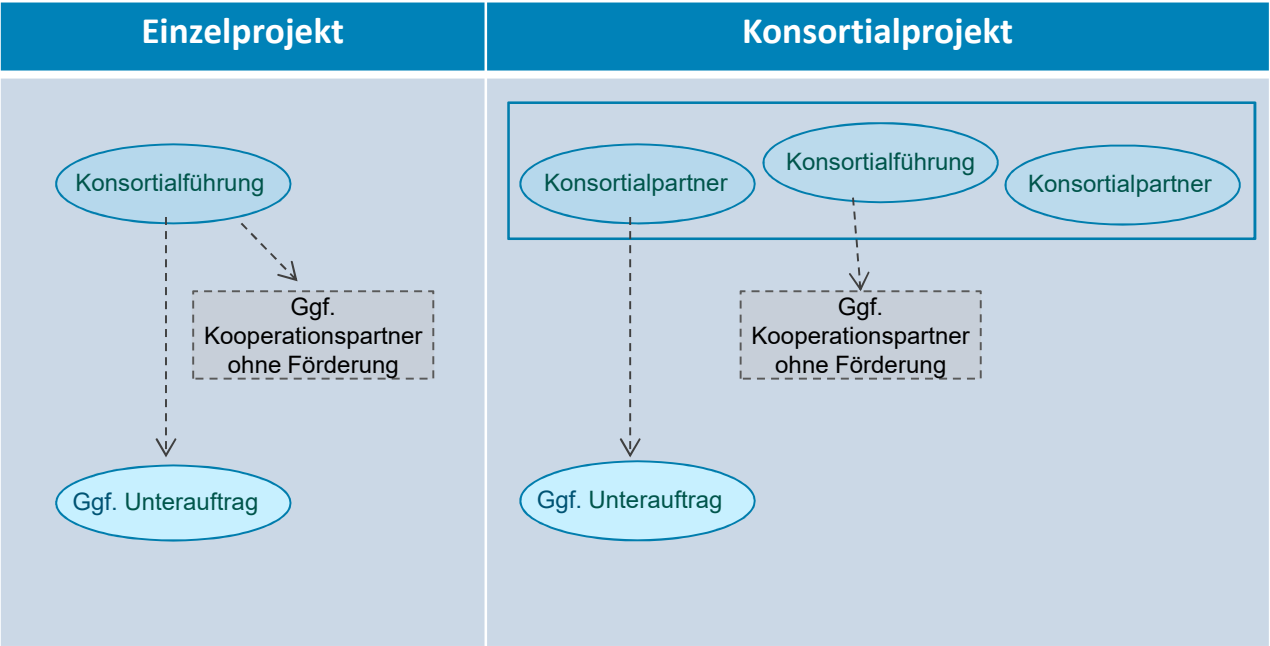 Einzelprojekt
Konsortialprojekt
Konsortialführung
Ggf.
Kooperationspartner
ohne Förderung
Ggf. Unterauftrag
Konsortialpartner
Konsortialführung
Konsortialpartner
Ggf.
Kooperationspartner
ohne Förderung
Ggf. Unterauftrag